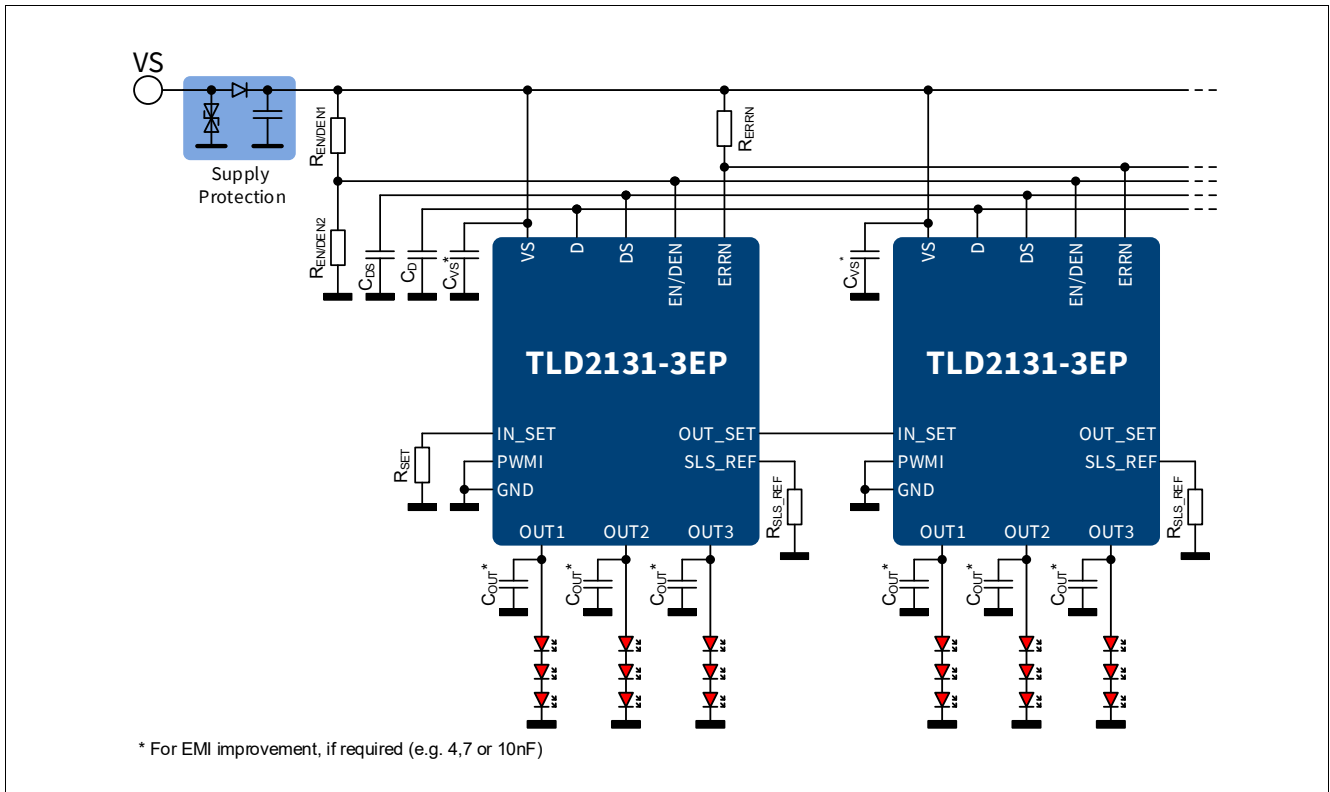 VS
Supply
Protection
REN/DEN1
REN/DEN2
RERRN
CDS
CD
CVS*
CVS*
VS
D
DS
EN/DEN
ERRN
VS
D
DS
EN/DEN
ERRN
TLD2131-3EP
TLD2131-3EP
RSET
IN_SET
OUT_SET
IN_SET
OUT_SET
PWMI
SLS_REF
PWMI
SLS_REF
GND
GND
RSLS_REF
RSLS_REF
OUT1
OUT2
OUT3
OUT1
OUT2
OUT3
COUT*
COUT*
COUT*
COUT*
COUT*
COUT*
* For EMI improvement, if required (e.g. 4,7 or 10nF)